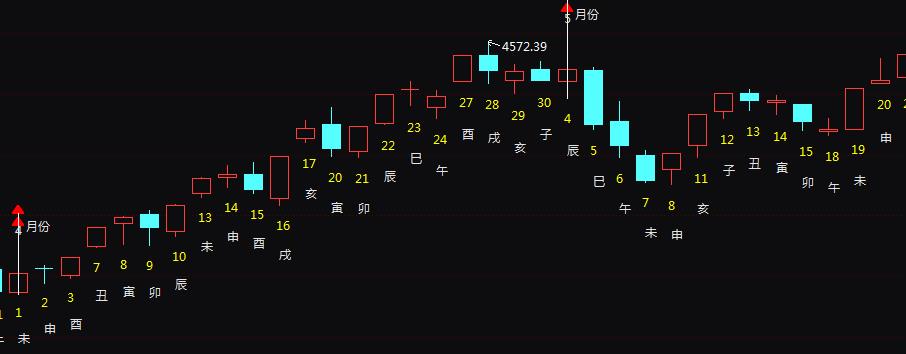 5 月份
4572.39
4 月份
1 未
2 申
3 酉
7 丑
8 寅
9 卯
10 辰
13 未
14 申
15 酉
16 戌
17 亥
20 寅
21 卯
22 辰
23 巳
24 午
27 酉
28 戌
29 亥
30 子
4 辰
5 巳
6 午
7 未
8 申
11 亥
12 子
13 丑
14 寅
15 卯
18 午
19 未
20 申